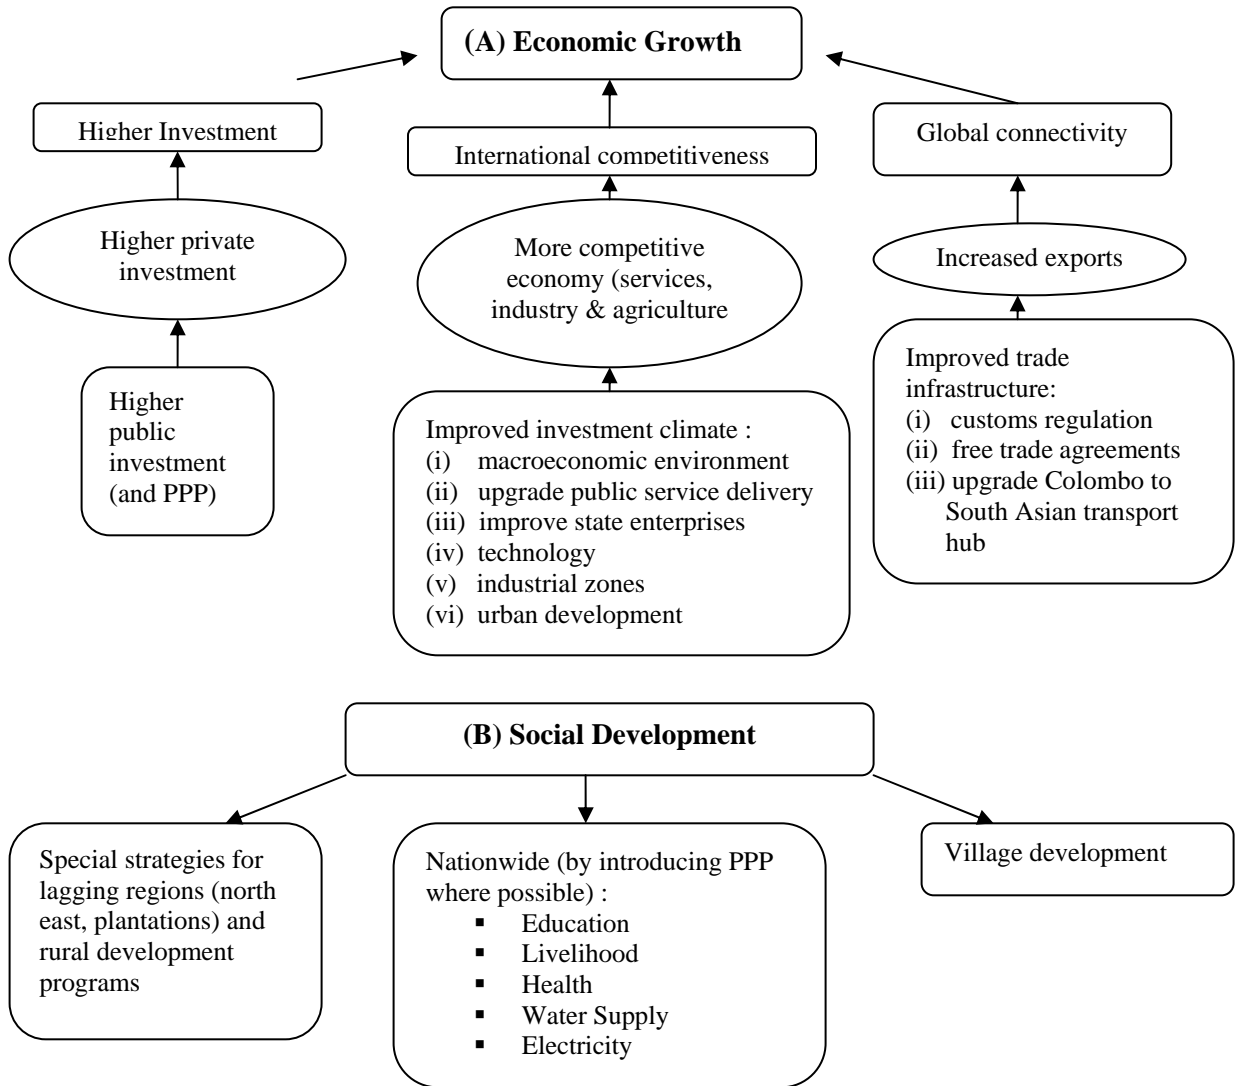 (A) Economic Growth
Higher Investment
International competitiveness
Global connectivity
Higher private
investment
More competitive
economy (services,
industry & agriculture
Increased exports
Higher
public
investment
(and PPP)
Improved investment climate :
(i) macroeconomic environment
(ii) upgrade public service delivery
(iii) improve state enterprises
(iv) technology
(v) industrial zones
(vi) urban development
Improved trade
infrastructure:
(i) customs regulation
(ii) free trade agreements
(iii) upgrade Colombo to
South Asian transport
hub
(B) Social Development
Special strategies for
lagging regions (north
east, plantations) and
rural development
programs
Nationwide (by introducing PPP
where possible) :
▪ Education
▪ Livelihood
▪ Health
▪ Water Supply
▪ Electricity
Village development